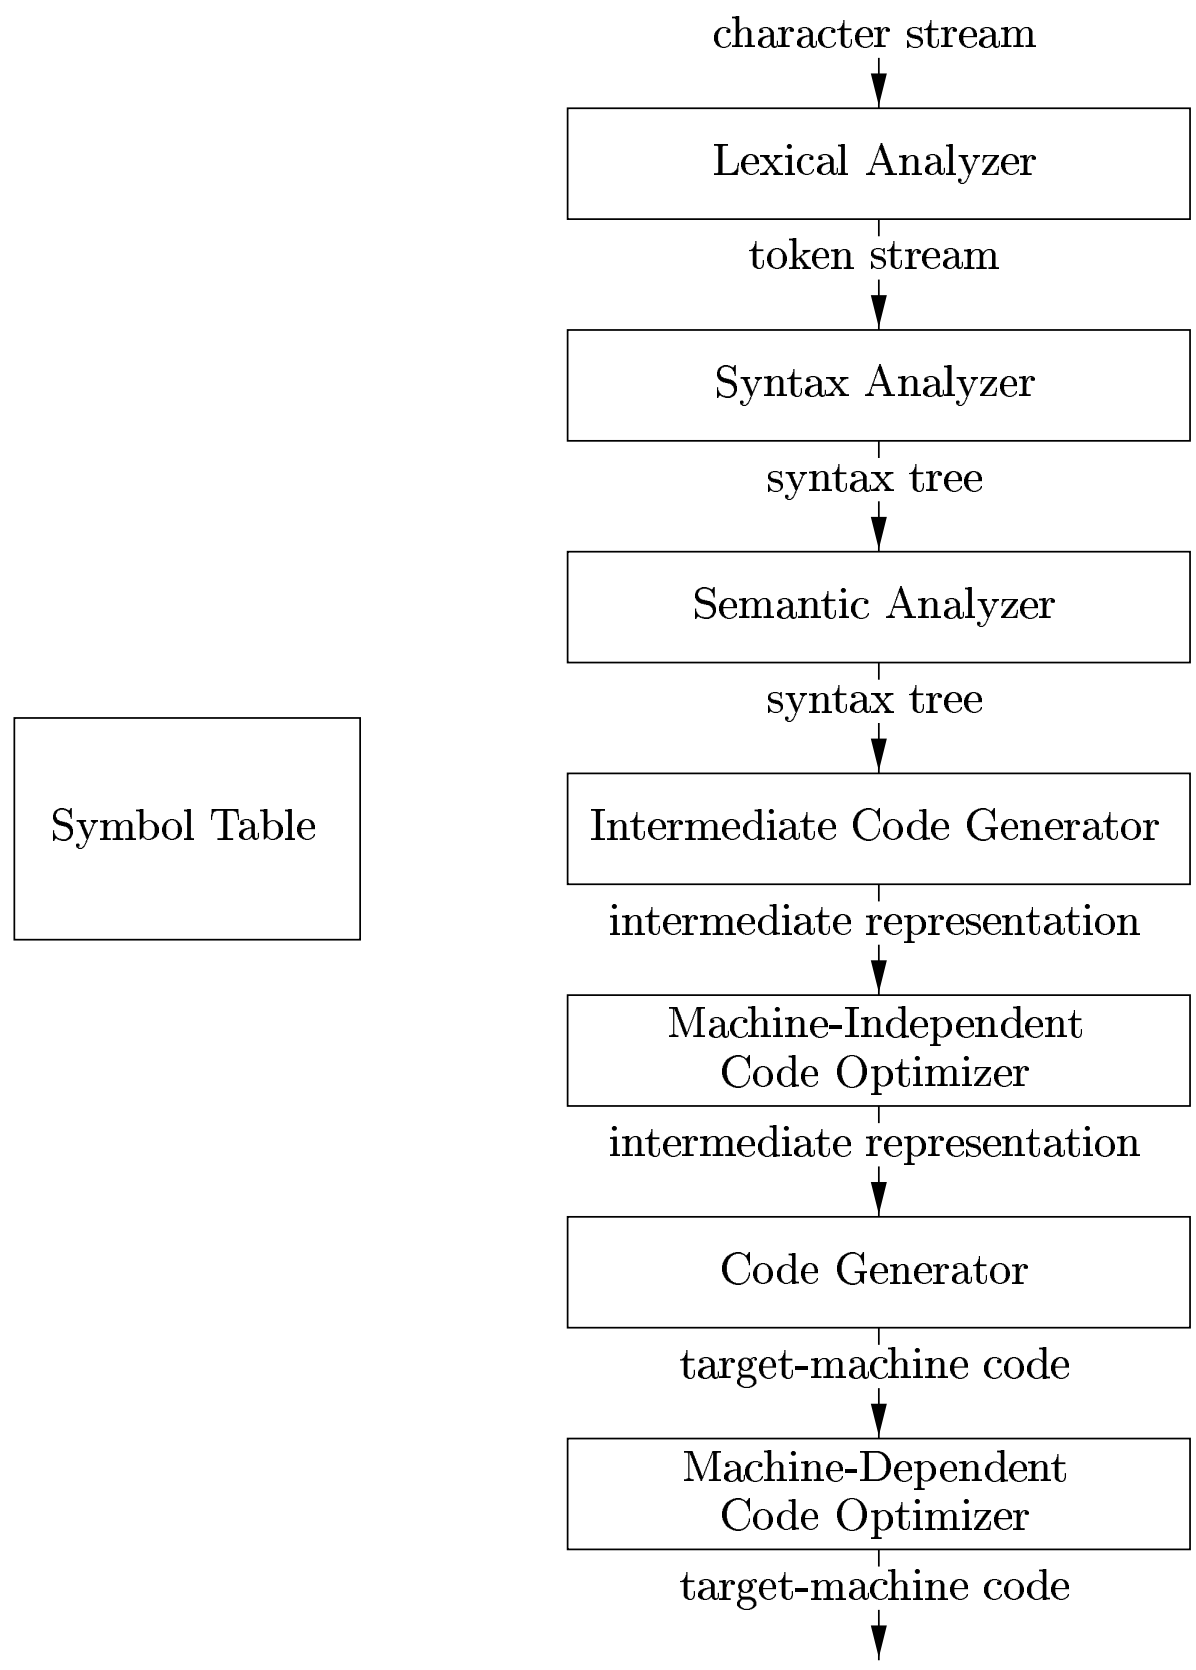 character stream
Lexical Analyzer
token stream
Syntax Analyzer
syntax tree
Semantic Analyzer
syntax tree
Symbol Table
Intermediate Code Generator
intermediate representation
Machine-Independent
Code Optimizer
intermediate representation
Code Generator
target-machine code
Machine-Dependent
Code Optimizer
target-machine code